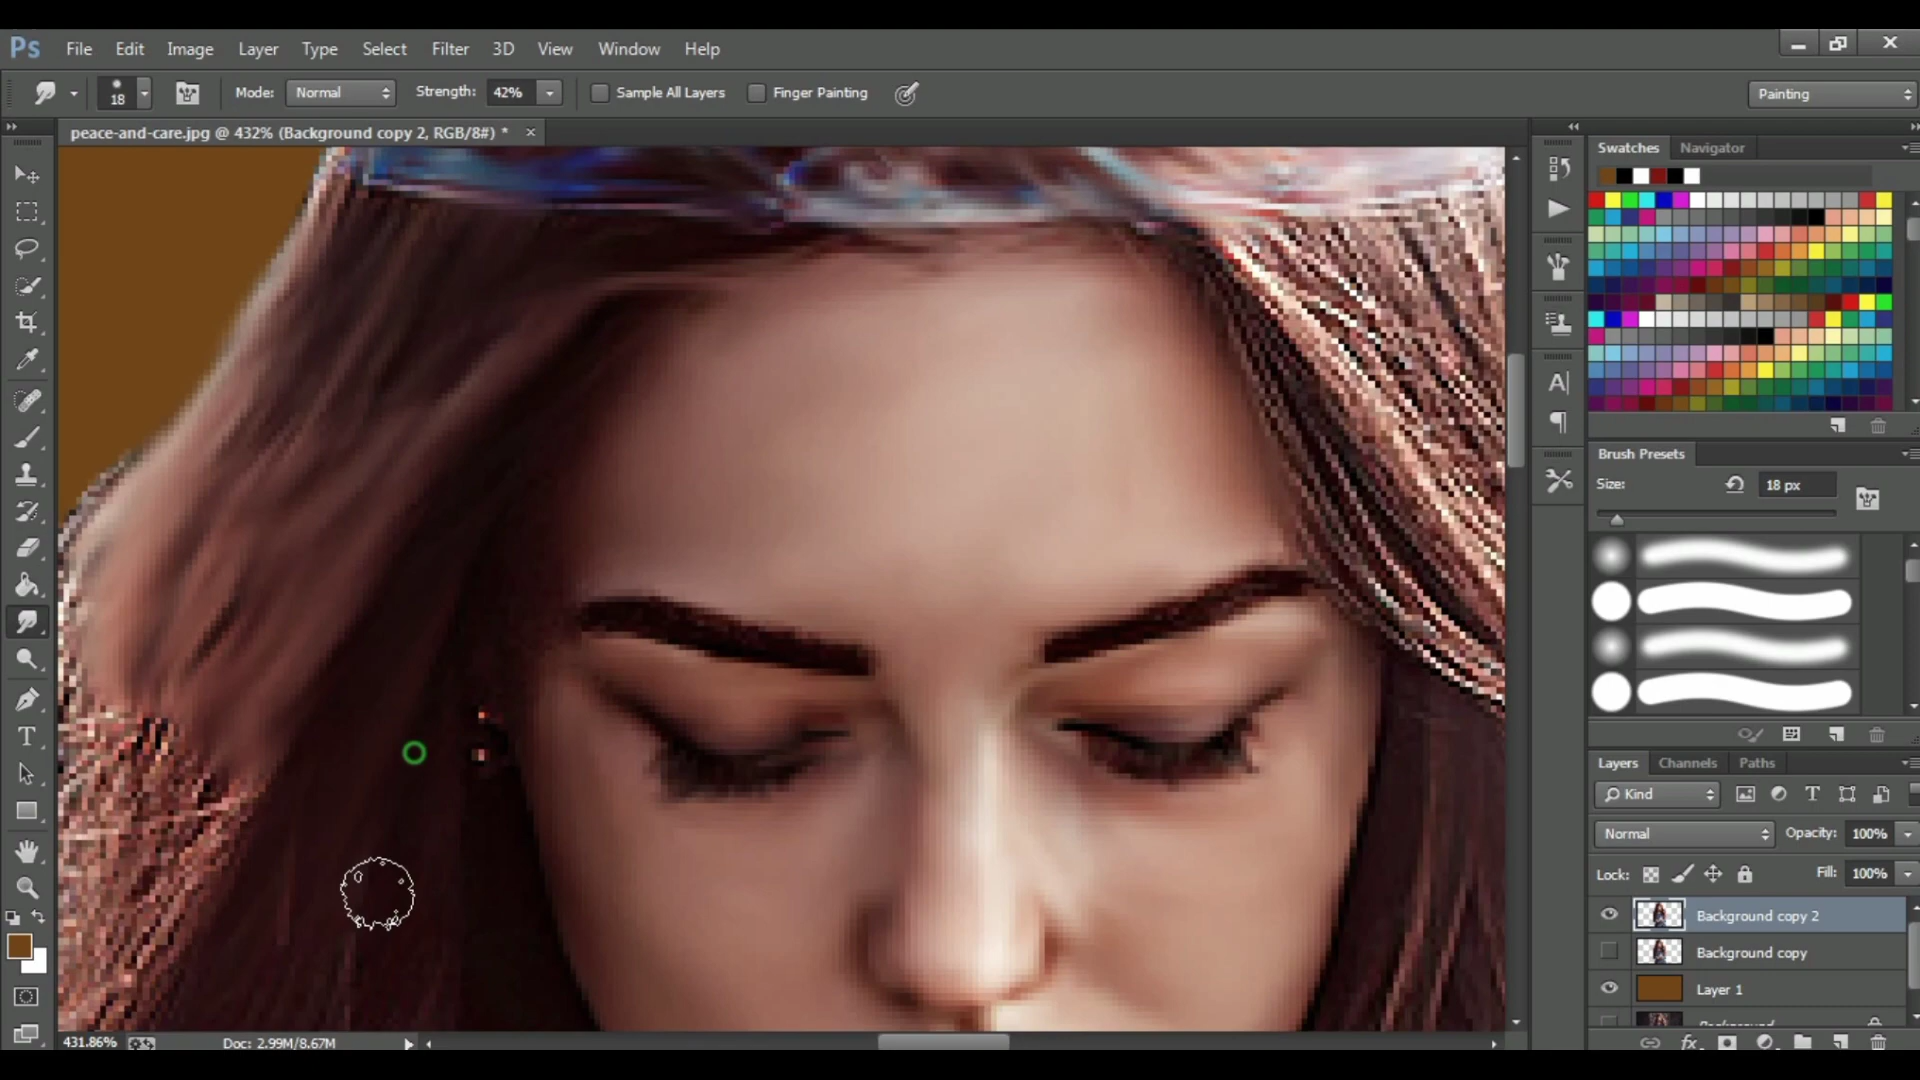 Ps File Edit Image Layer Type Select Filter 3D View Window Help
18 Mode: Normal Strength: 42% Sample All Layers Finger Painting Painting
peace-and-care.jpg @ 432% (Background copy 2, RGB/8#) *
Swatches Navigator
Brush Presets
Size: 18 px
Layers Channels Paths
Kind
Normal Opacity: 100%
Lock: Fill: 100%
Background copy 2
Background copy
Layer 1
Background
431.86% Doc: 2.99M/8.67M